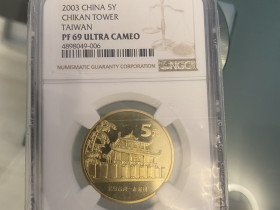 2003 CHINA 5Y
CHIKAN TOWER
TAIWAN
PF 69 ULTRA CAMEO
4898049-006
NUMISMATIC GUARANTY CORPORATION
NGC
5